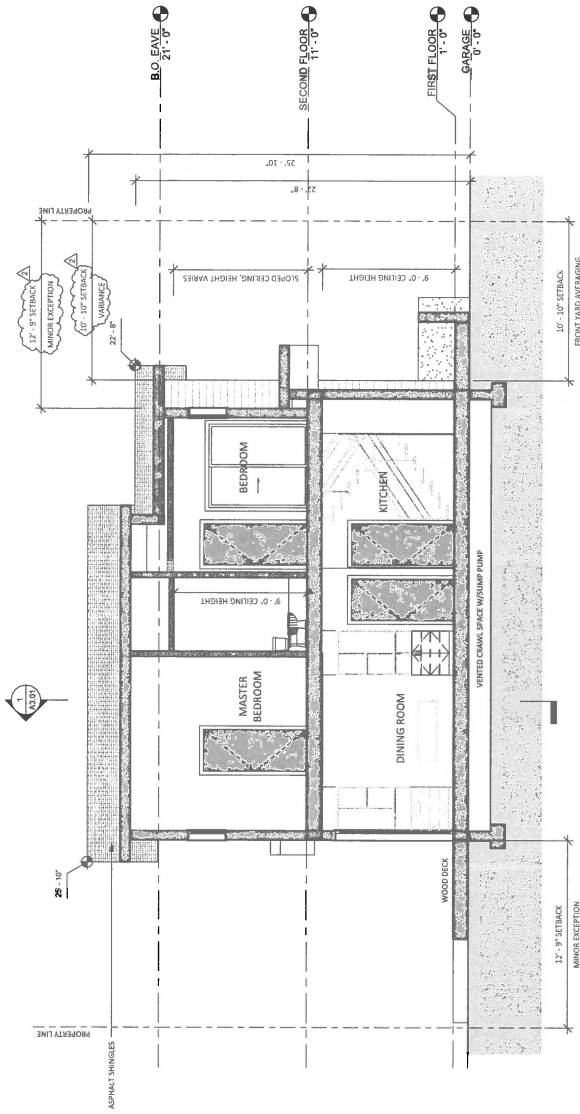 B.O. EAVE
21' - 0"
SECOND FLOOR
11' - 0"
FIRST FLOOR
1' - 0"
GARAGE
0' - 0"
25' - 10"
22' - 8"
PROPERTY LINE
2
12' - 9" SETBACK
MINOR EXCEPTION
2
10' - 10" SETBACK
VARIANCE
22' - 8"
SLOPED CEILING, HEIGHT VARIES
9' - 0" CEILING HEIGHT
10' - 10" SETBACK
FRONT YARD AVERAGING
BEDROOM
KITCHEN
9' - 0" CEILING HEIGHT
MASTER
BEDROOM
DINING ROOM
VENTED CRAWL SPACE W/SUMP PUMP
1
A3.01
WOOD DECK
12' - 9" SETBACK
MINOR EXCEPTION
PROPERTY LINE
ASPHALT SHINGLES